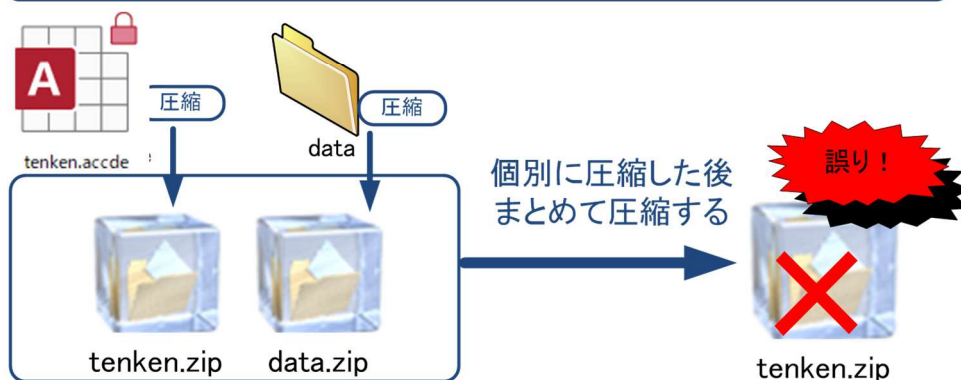 A
圧縮
圧縮
tenken.accde
data
誤り!
個別に圧縮した後
まとめて圧縮する
tenken.zip
data.zip
tenken.zip